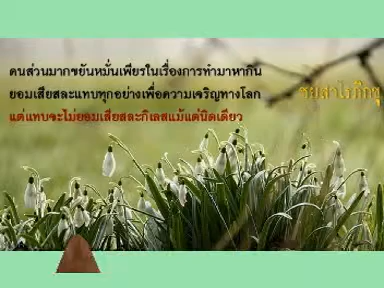 คนส่วนมากขยันหมั่นเพียรในเรื่องการทำมาหากิน
ยอมเสียสละแทบทุกอย่างเพื่อความเจริญทางโลก
แต่แทบจะไม่ยอมเสียสละกิเลสแม้แต่นิดเดียว
ชยสาโรภิกขุ